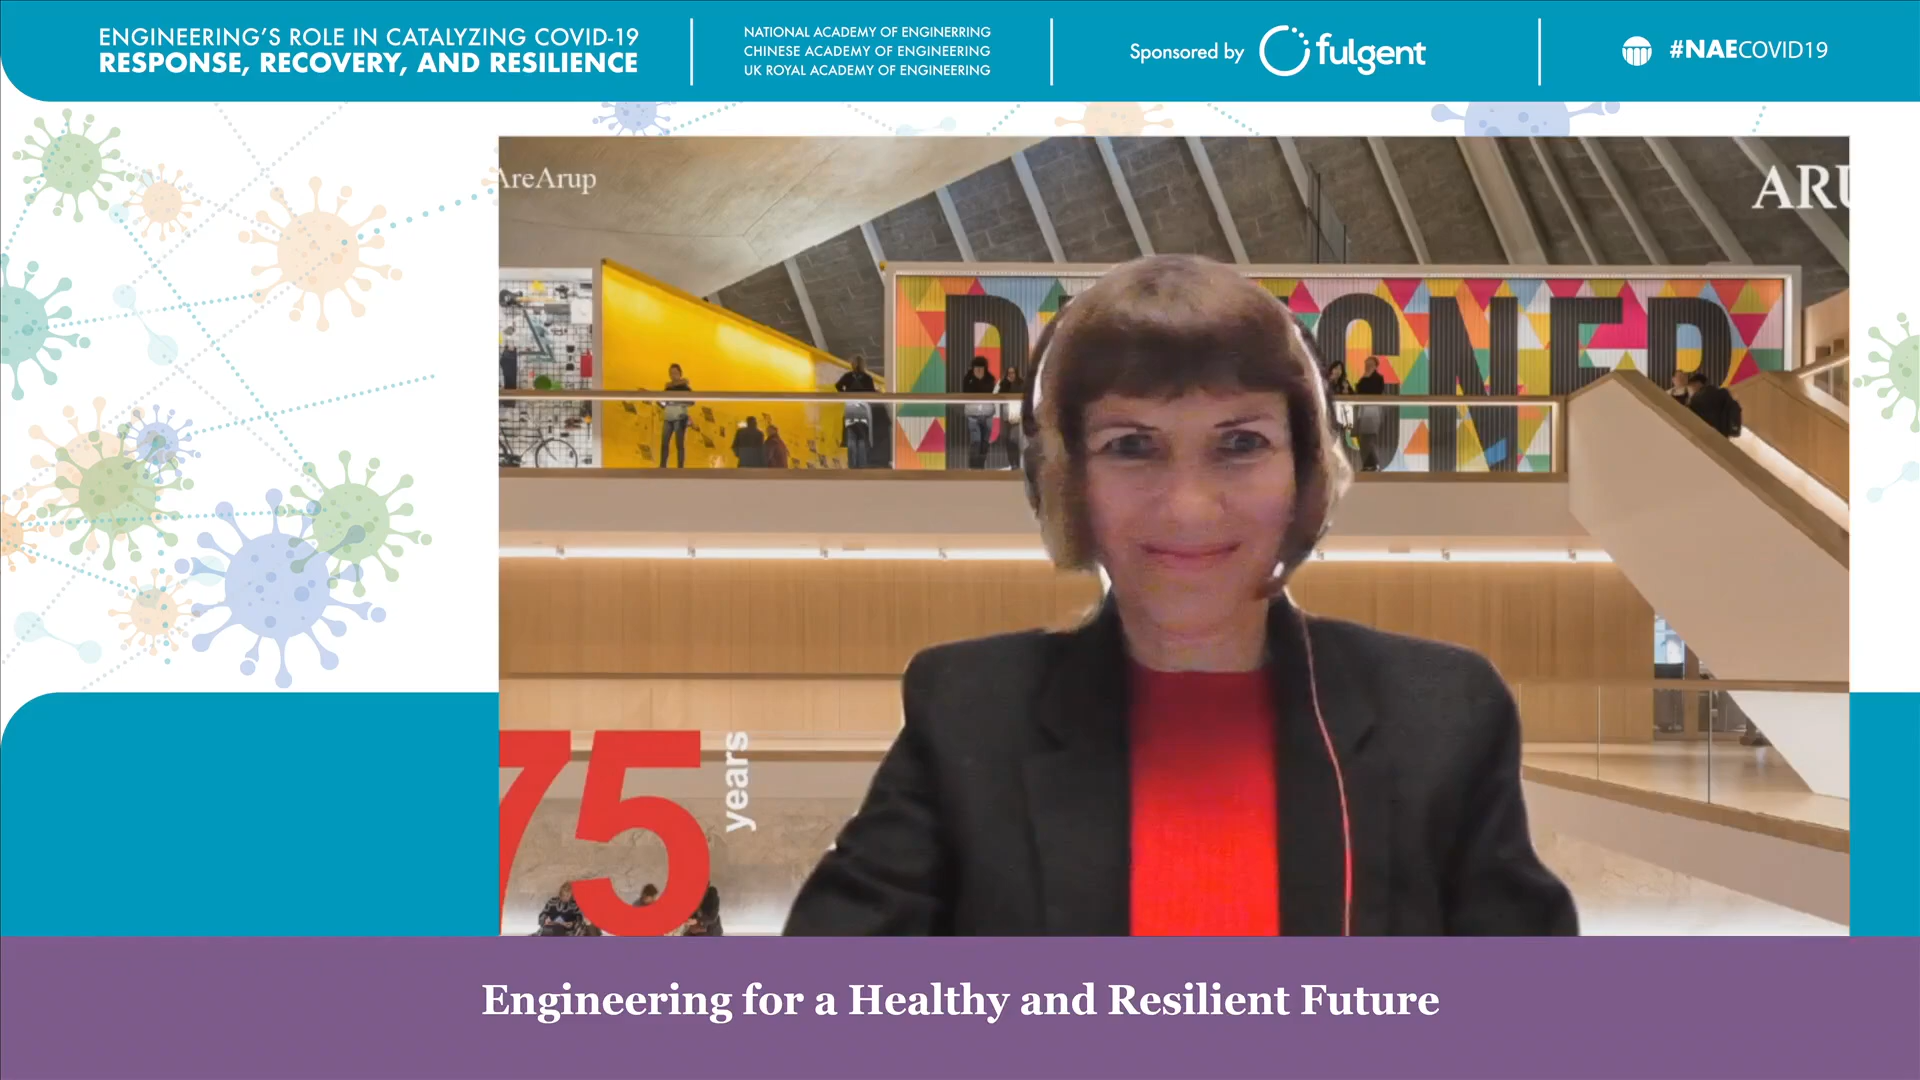 ENGINEERING'S ROLE IN CATALYZING COVID-19
RESPONSE, RECOVERY, AND RESILIENCE
NATIONAL ACADEMY OF ENGINERRING
CHINESE ACADEMY OF ENGINEERING
UK ROYAL ACADEMY OF ENGINEERING
Sponsored by fulgent
#NAECOVID19
AreArup
ARU
75
years
Engineering for a Healthy and Resilient Future